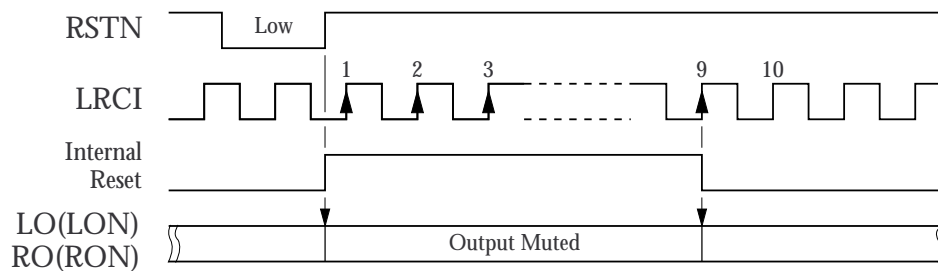 RSTN
Low
1 2 3 9 10
LRCI
Internal
Reset
LO(LON)
RO(RON)
Output Muted